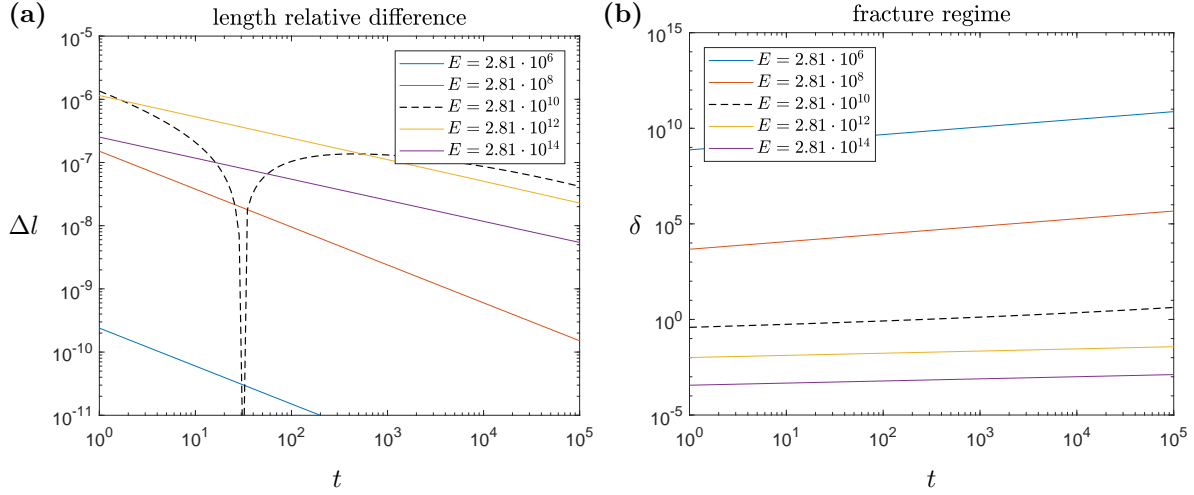 (a)
length relative difference
10^-5
10^-6
10^-7
10^-8
10^-9
10^-10
10^-11
Δl
E = 2.81 · 10^6
E = 2.81 · 10^8
E = 2.81 · 10^10
E = 2.81 · 10^12
E = 2.81 · 10^14
10^0
10^1
10^2
10^3
10^4
10^5
t
(b)
fracture regime
10^15
10^10
10^5
10^0
10^-5
δ
E = 2.81 · 10^6
E = 2.81 · 10^8
E = 2.81 · 10^10
E = 2.81 · 10^12
E = 2.81 · 10^14
10^0
10^1
10^2
10^3
10^4
10^5
t